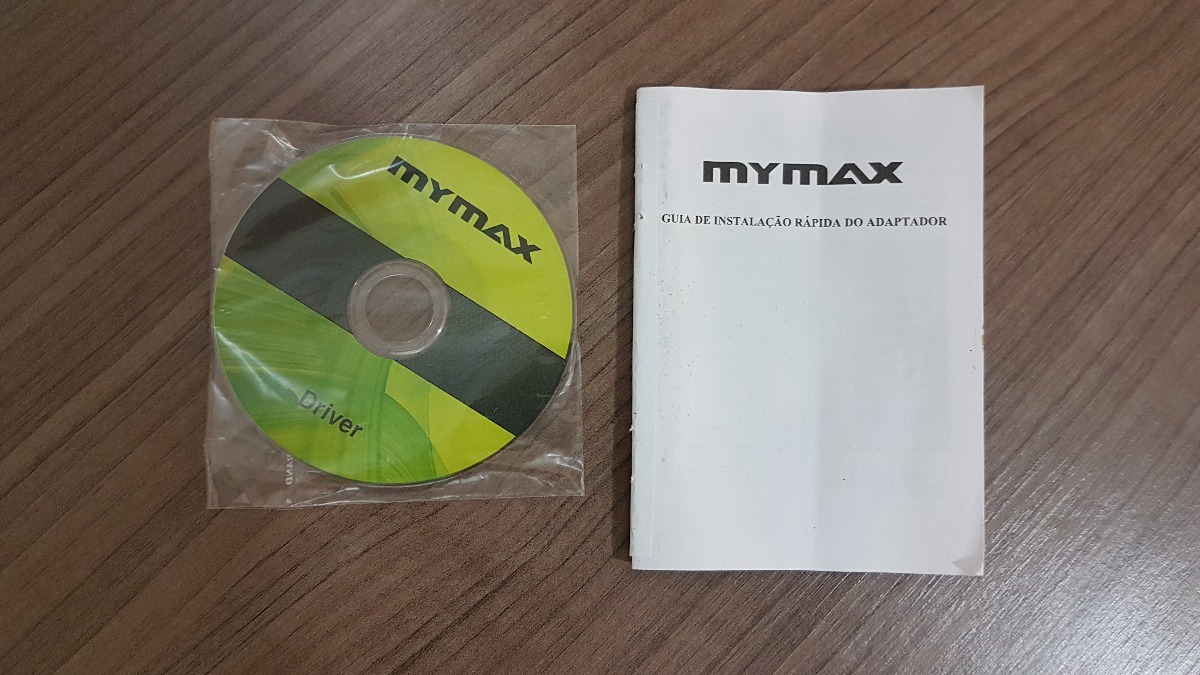 MYMAX
Driver
MYMAX
GUIA DE INSTALAÇÃO RÁPIDA DO ADAPTADOR